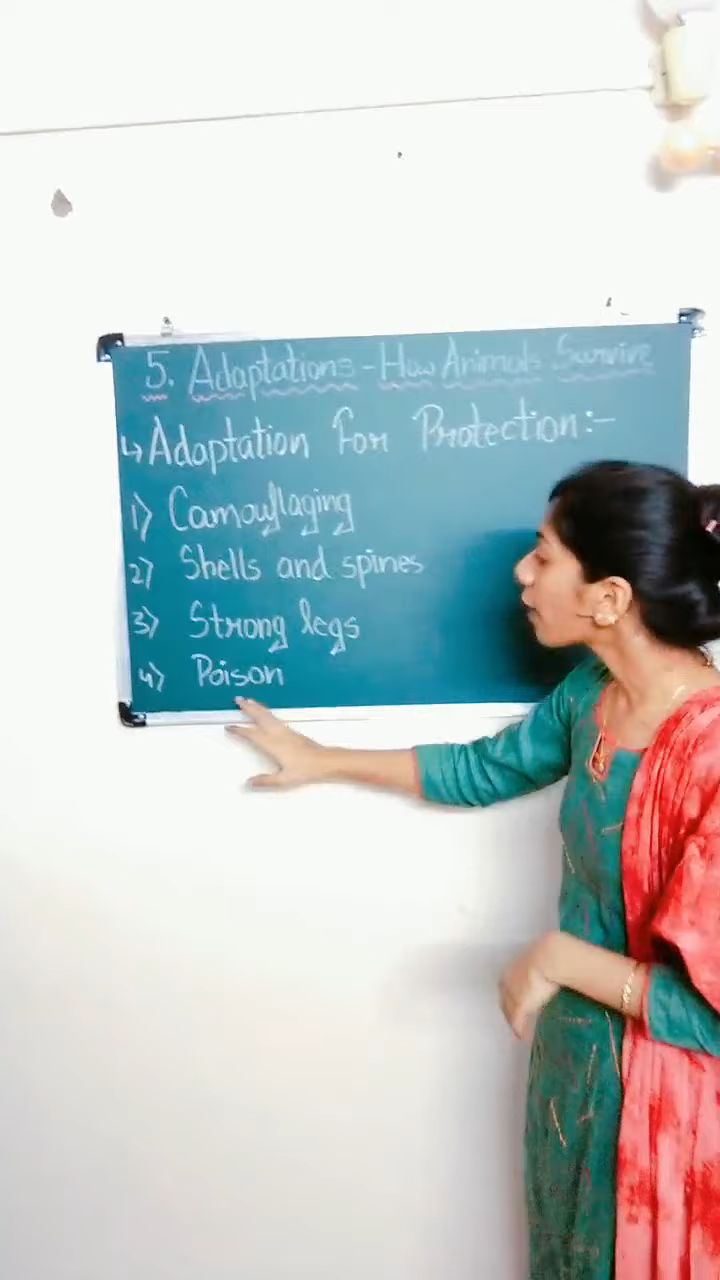 5. Adaptations - How Animals Survive
↳ Adaptation For Protection :-
1) Camouflaging
2) Shells and spines
3) Strong legs
4) Poison